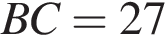 BC = 27